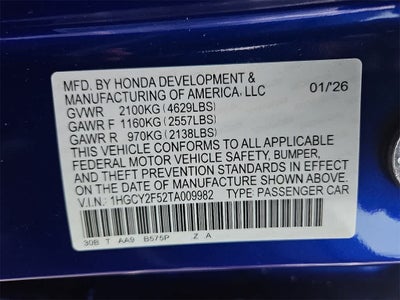 MFD. BY HONDA DEVELOPMENT &
MANUFACTURING OF AMERICA, LLC 01/'26
GVWR 2100KG (4629LBS)
GAWR F 1160KG (2557LBS)
GAWR R 970KG (2138LBS)
THIS VEHICLE CONFORMS TO ALL APPLICABLE
FEDERAL MOTOR VEHICLE SAFETY, BUMPER,
AND THEFT PREVENTION STANDARDS IN EFFECT
ON THE DATE OF MANUFACTURE SHOWN ABOVE.
V.I.N.: 1HGCY2F52TA009982 TYPE PASSENGER CAR
30B T AA9 B575P Z A